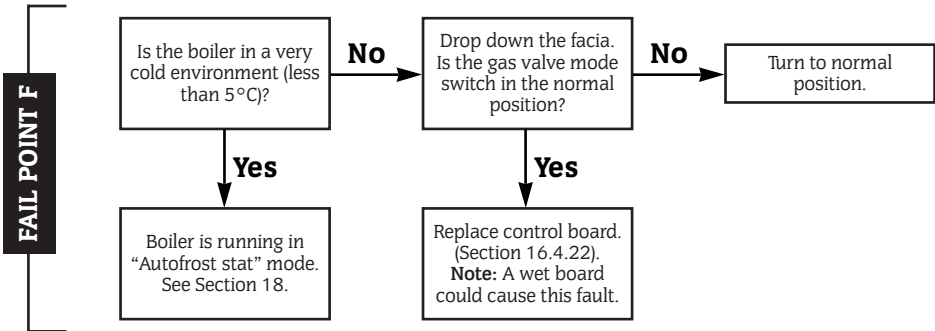 FAIL POINT F
Is the boiler in a very
cold environment (less
than 5°C)?
No
Drop down the facia.
Is the gas valve mode
switch in the normal
position?
No
Turn to normal
position.
Yes
Yes
Boiler is running in
“Autofrost stat” mode.
See Section 18.
Replace control board.
(Section 16.4.22).
Note: A wet board
could cause this fault.